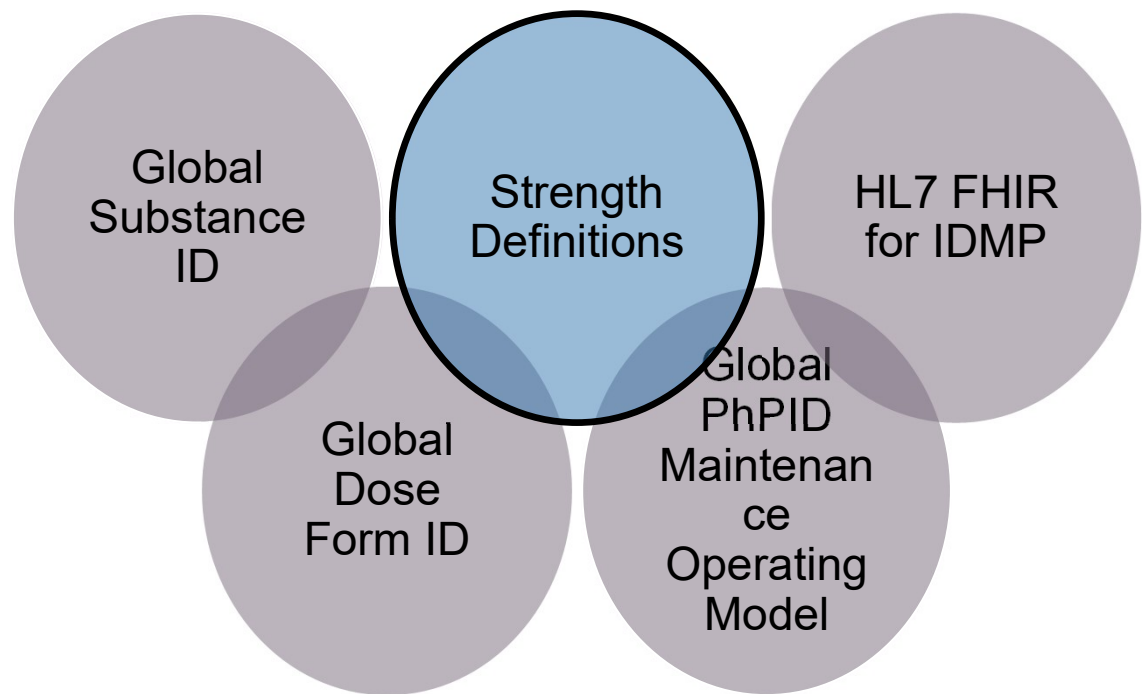 Global
Substance
ID
Strength
Definitions
HL7 FHIR
for IDMP
Global
Dose
Form ID
Global
PhPID
Maintenan
ce
Operating
Model